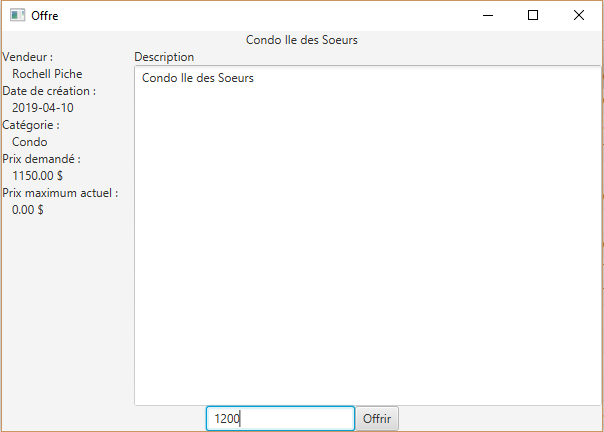 Offre
Condo Ile des Soeurs
Vendeur :
Rochell Piche
Date de création :
2019-04-10
Catégorie :
Condo
Prix demandé :
1150.00 $
Prix maximum actuel :
0.00 $
Description
Condo Ile des Soeurs
1200
Offrir